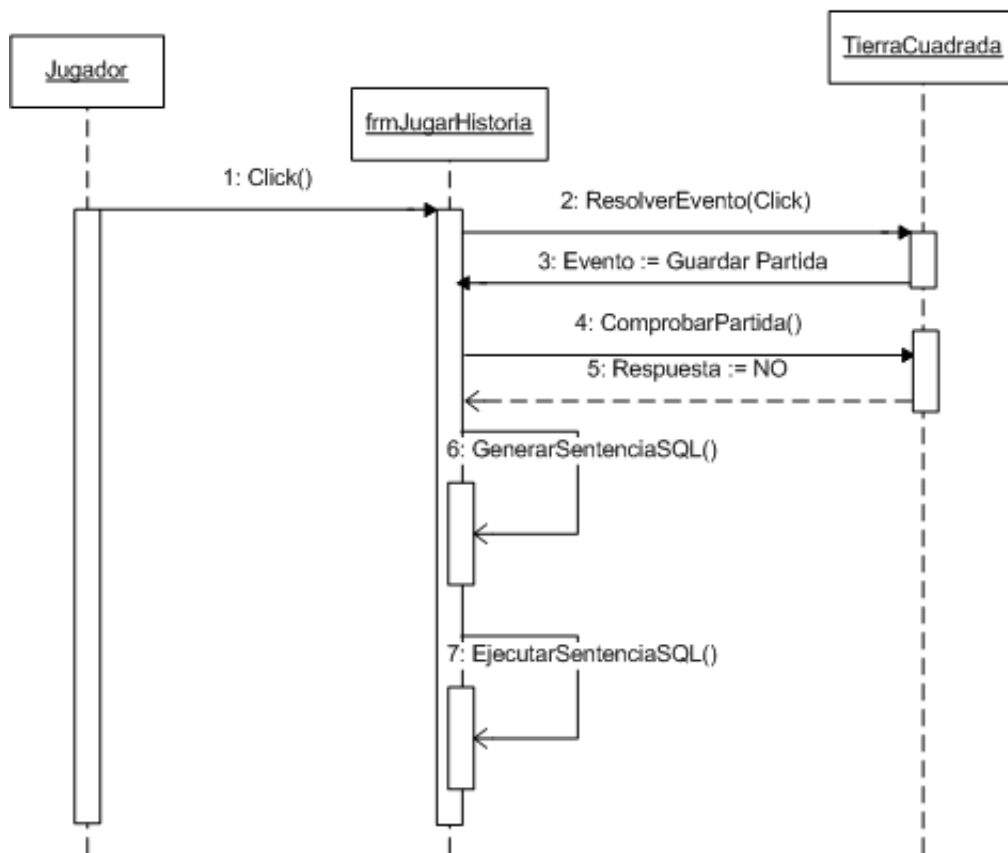 Jugador
frmJugarHistoria
TierraCuadrada
1: Click()
2: ResolverEvento(Click)
3: Evento := Guardar Partida
4: ComprobarPartida()
5: Respuesta := NO
6: GenerarSentenciaSQL()
7: EjecutarSentenciaSQL()